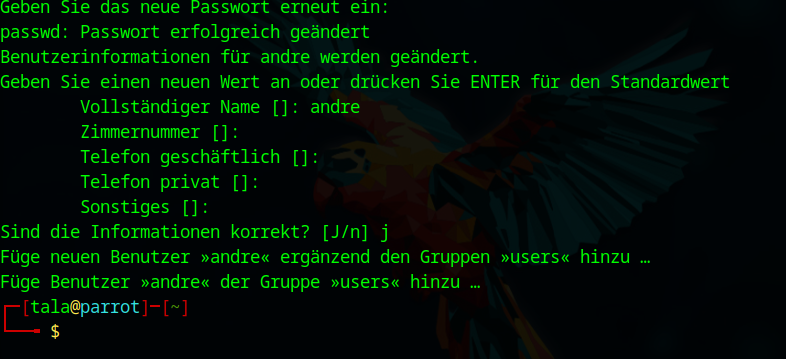 Geben Sie das neue Passwort erneut ein:
passwd: Passwort erfolgreich geändert
Benutzerinformationen für andre werden geändert.
Geben Sie einen neuen Wert an oder drücken Sie ENTER für den Standardwert
Vollständiger Name []: andre
Zimmernummer []:
Telefon geschäftlich []:
Telefon privat []:
Sonstiges []:
Sind die Informationen korrekt? [J/n] j
Füge neuen Benutzer »andre« ergänzend den Gruppen »users« hinzu …
Füge Benutzer »andre« der Gruppe »users« hinzu …
┌─[tala@parrot]─[~]
└──╼ $